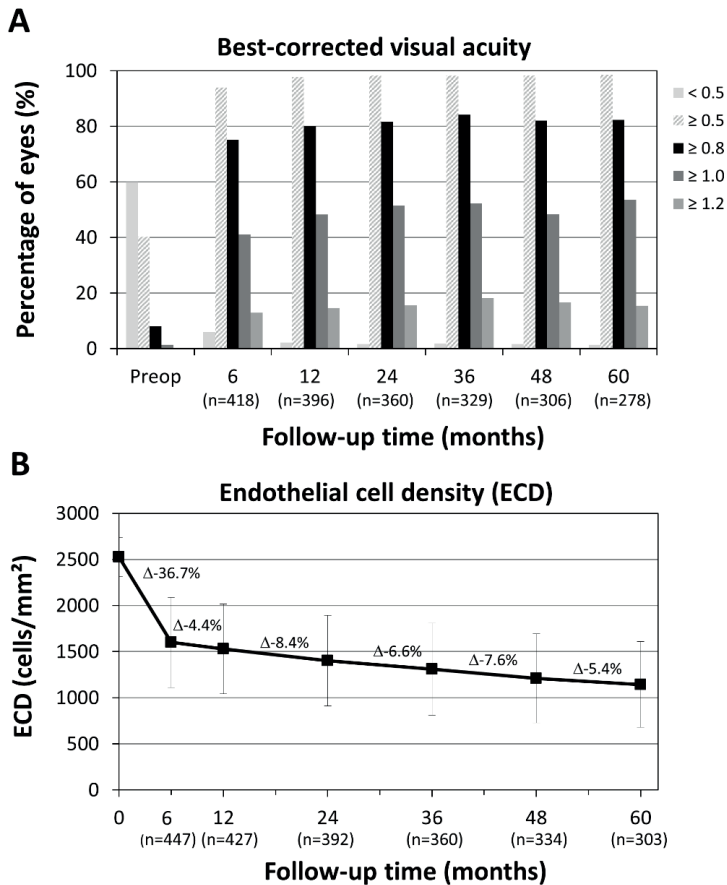 A
Best-corrected visual acuity
Percentage of eyes (%)
100
80
60
40
20
0
< 0.5
≥ 0.5
≥ 0.8
≥ 1.0
≥ 1.2
Preop 6 12 24 36 48 60
(n=418) (n=396) (n=360) (n=329) (n=306) (n=278)
Follow-up time (months)
B
Endothelial cell density (ECD)
ECD (cells/mm²)
3000
2500
2000
1500
1000
500
0
Δ-36.7%
Δ-4.4%
Δ-8.4%
Δ-6.6%
Δ-7.6%
Δ-5.4%
0 6 12 24 36 48 60
(n=447) (n=427) (n=392) (n=360) (n=334) (n=303)
Follow-up time (months)